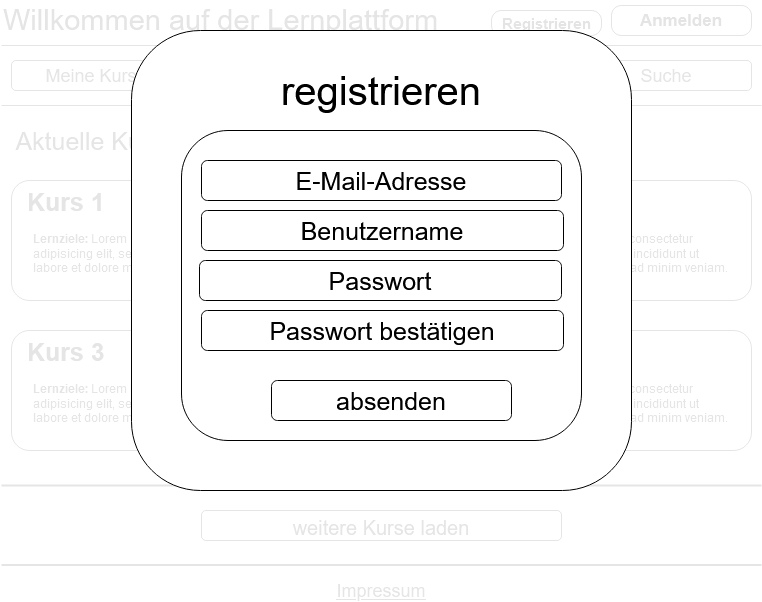 Willkommen auf der Lernplattform
Registrieren
Anmelden
Meine Kurs
Suche
Aktuelle Ku
registrieren
E-Mail-Adresse
Benutzername
Passwort
Passwort bestätigen
absenden
Kurs 1
Lernziele: Lorem
adipisicing elit, se
labore et dolore m
consectetur
incididunt ut
ad minim veniam.
Kurs 3
Lernziele: Lorem
adipisicing elit, se
labore et dolore m
consectetur
incididunt ut
ad minim veniam.
weitere Kurse laden
Impressum